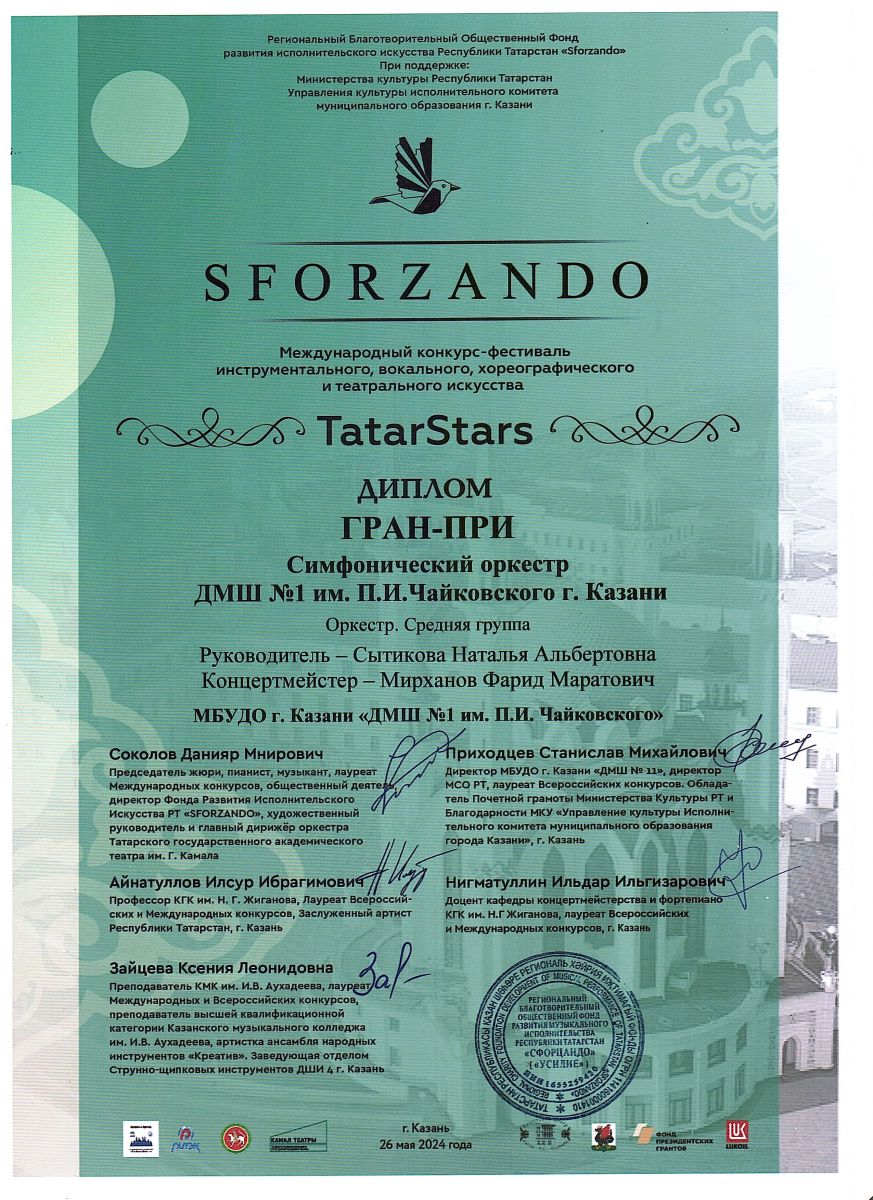 Региональный Благотворительный Общественный Фонд
развития исполнительского искусства Республики Татарстан «Sforzando»
При поддержке:
Министерства культуры Республики Татарстан
Управления культуры исполнительного комитета
муниципального образования г. Казани
SFORZANDO
Международный конкурс-фестиваль
инструментального, вокального, хореографического
и театрального искусства
TatarStars
ДИПЛОМ
ГРАН-ПРИ
Симфонический оркестр
ДМШ №1 им. П.И.Чайковского г. Казани
Оркестр. Средняя группа
Руководитель – Сытикова Наталья Альбертовна
Концертмейстер – Мирханов Фарид Маратович
МБУДО г. Казани «ДМШ №1 им. П.И. Чайковского»
Соколов Данияр Мнирович
Председатель жюри, пианист, музыкант, лауреат
Международных конкурсов, общественный деятель,
директор Фонда Развития Исполнительского
Искусства РТ «SFORZANDO», художественный
руководитель и главный дирижёр оркестра
Татарского государственного академического
театра им. Г. Камала
Приходцев Станислав Михайлович
Директор МБУДО г. Казани «ДМШ № 11», директор
МСО РТ, лауреат Всероссийских конкурсов. Облада-
тель Почетной грамоты Министерства Культуры РТ и
Благодарности МКУ «Управление культуры Исполни-
тельного комитета муниципального образования
города Казани», г. Казань
Айнатуллов Илсур Ибрагимович
Профессор КГК им. Н. Г. Жиганова, Лауреат Всероссий-
ских и Международных конкурсов, Заслуженный артист
Республики Татарстан, г. Казань
Нигматуллин Ильдар Ильгизарович
Доцент кафедры концертмейстерства и фортепиано
КГК им. Н.Г Жиганова, лауреат Всероссийских
и Международных конкурсов, г. Казань
Зайцева Ксения Леонидовна
Преподаватель КМК им. И.В. Аухадеева, лауреат
Международных и Всероссийских конкурсов,
преподаватель высшей квалификационной
категории Казанского музыкального колледжа
им. И.В. Аухадеева, артистка ансамбля народных
инструментов «Креатив». Заведующая отделом
Струнно-щипковых инструментов ДШИ 4 г. Казань
РЕГИОНАЛЬНЫЙ
БЛАГОТВОРИТЕЛЬНЫЙ
ОБЩЕСТВЕННЫЙ ФОНД
РАЗВИТИЯ МУЗЫКАЛЬНОГО
ИСПОЛНИТЕЛЬСТВА
РЕСПУБЛИКИ ТАТАРСТАН
«СФОРЦАНДО»
(«УСИЛИЕ»)
г. Казань
26 мая 2024 года
КАМАЛ ТЕАТРЫ
ФОНД
ПРЕЗИДЕНТСКИХ
ГРАНТОВ
LUKOIL